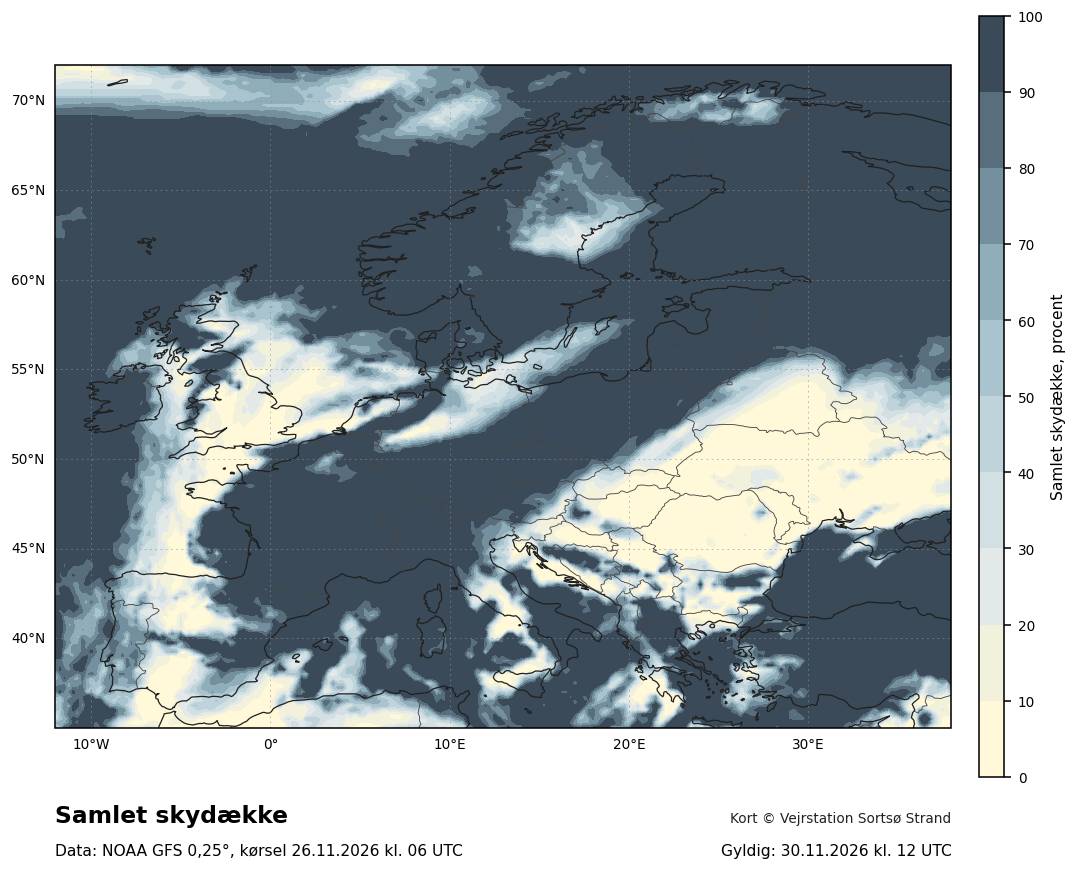 100
90
80
70
60
50
40
30
20
10
0
Samlet skydække, procent
70°N
65°N
60°N
55°N
50°N
45°N
40°N
10°W
0°
10°E
20°E
30°E
Samlet skydække
Kort © Vejrstation Sortsø Strand
Data: NOAA GFS 0,25°, kørsel 26.11.2026 kl. 06 UTC
Gyldig: 30.11.2026 kl. 12 UTC